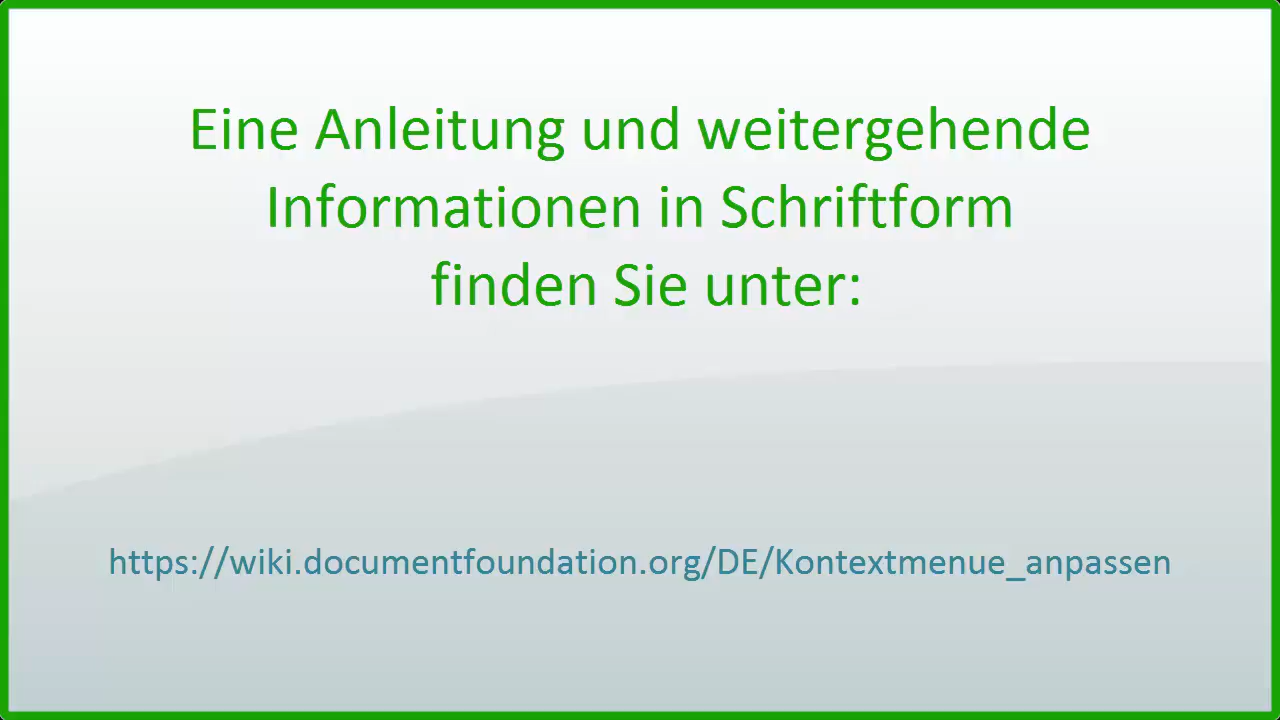 Eine Anleitung und weitergehende
Informationen in Schriftform
finden Sie unter:
https://wiki.documentfoundation.org/DE/Kontextmenue_anpassen